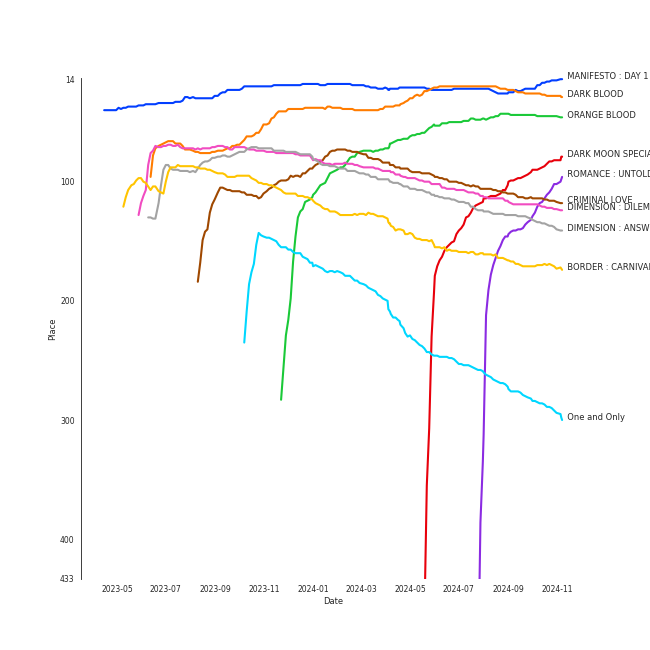 14
100
200
300
400
433
Place
2023-05 2023-07 2023-09 2023-11 2024-01 2024-03 2024-05 2024-07 2024-09 2024-11
Date
MANIFESTO : DAY 1
DARK BLOOD
ORANGE BLOOD
DARK MOON SPECIA
ROMANCE : UNTOLD
CRIMINAL LOVE
DIMENSION : DILEM
DIMENSION : ANSW
BORDER : CARNIVA
One and Only